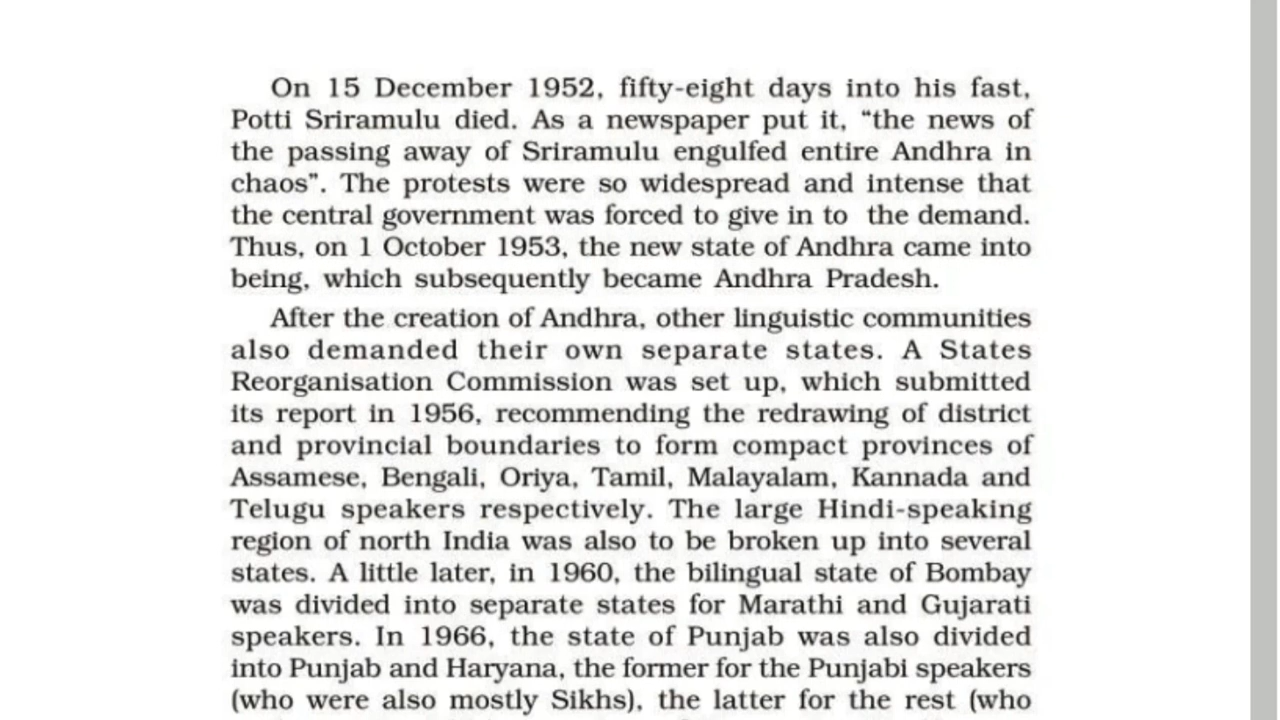 On 15 December 1952, fifty-eight days into his fast,
Potti Sriramulu died. As a newspaper put it, “the news of
the passing away of Sriramulu engulfed entire Andhra in
chaos”. The protests were so widespread and intense that
the central government was forced to give in to the demand.
Thus, on 1 October 1953, the new state of Andhra came into
being, which subsequently became Andhra Pradesh.
After the creation of Andhra, other linguistic communities
also demanded their own separate states. A States
Reorganisation Commission was set up, which submitted
its report in 1956, recommending the redrawing of district
and provincial boundaries to form compact provinces of
Assamese, Bengali, Oriya, Tamil, Malayalam, Kannada and
Telugu speakers respectively. The large Hindi-speaking
region of north India was also to be broken up into several
states. A little later, in 1960, the bilingual state of Bombay
was divided into separate states for Marathi and Gujarati
speakers. In 1966, the state of Punjab was also divided
into Punjab and Haryana, the former for the Punjabi speakers
(who were also mostly Sikhs), the latter for the rest (who